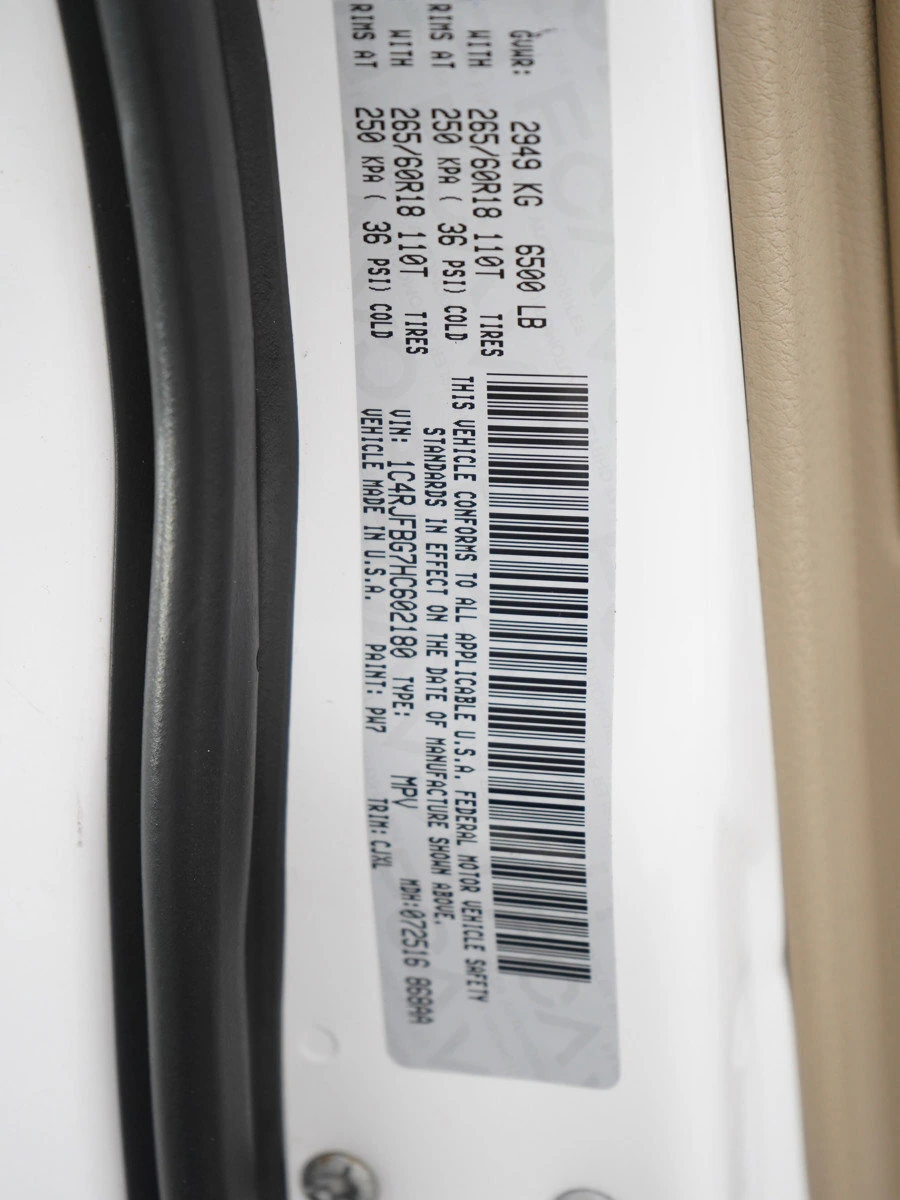 GVWR: 2949 KG 6500 LB
WITH 265/60R18 110T TIRES
RIMS AT 250 KPA ( 36 PSI) COLD
WITH 265/60R18 110T TIRES
RIMS AT 250 KPA ( 36 PSI) COLD
THIS VEHICLE CONFORMS TO ALL APPLICABLE U.S.A. FEDERAL MOTOR VEHICLE SAFETY
STANDARDS IN EFFECT ON THE DATE OF MANUFACTURE SHOWN ABOVE.
VIN: 1C4RJFBG7HC602180 TYPE: MPV MDH:072516 868AA
VEHICLE MADE IN U.S.A. PAINT: PW7 TRIM:CJXL